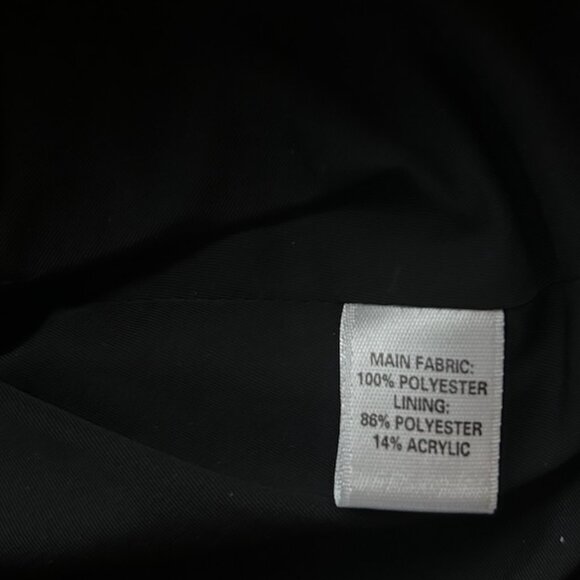 MAIN FABRIC:
100% POLYESTER
LINING:
86% POLYESTER
14% ACRYLIC